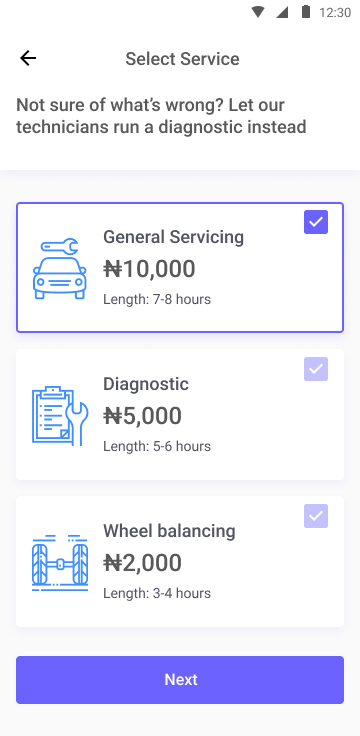 12:30
Select Service
Not sure of what’s wrong? Let our
technicians run a diagnostic instead
General Servicing
₦10,000
Length: 7-8 hours
Diagnostic
₦5,000
Length: 5-6 hours
Wheel balancing
₦2,000
Length: 3-4 hours
Next